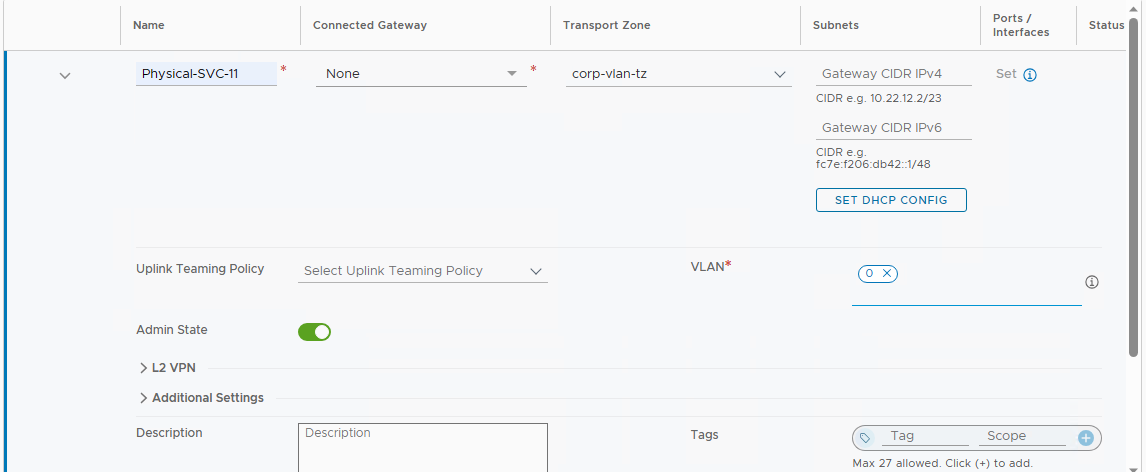 Name
Connected Gateway
Transport Zone
Subnets
Ports /
Interfaces
Status
Physical-SVC-11 *
None *
corp-vlan-tz
Gateway CIDR IPv4
Set
CIDR e.g. 10.22.12.2/23
Gateway CIDR IPv6
CIDR e.g.
fc7e:f206:db42::1/48
SET DHCP CONFIG
Uplink Teaming Policy
Select Uplink Teaming Policy
VLAN*
0
Admin State
L2 VPN
Additional Settings
Description
Description
Tags
Tag
Scope
Max 27 allowed. Click (+) to add.